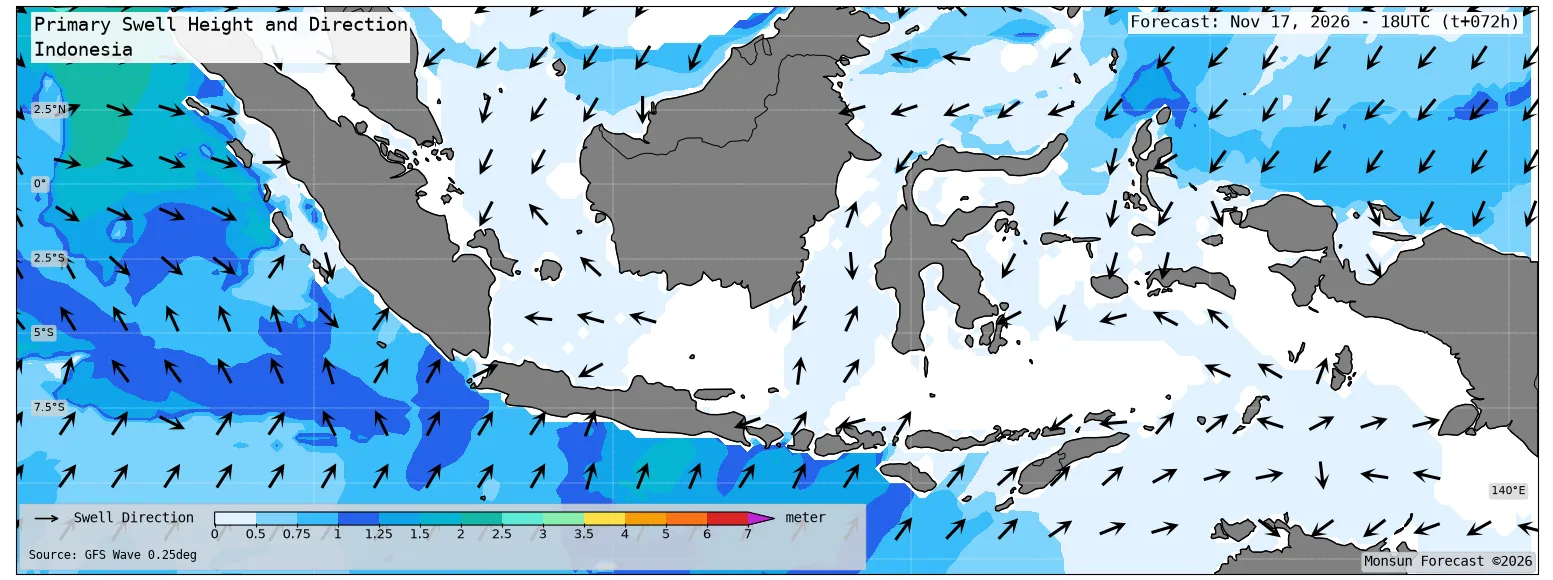 Primary Swell Height and Direction
Indonesia
Forecast: Nov 17, 2026 - 18UTC (t+072h)
2.5°N
0°
2.5°S
5°S
7.5°S
140°E
Swell Direction
0 0.5 0.75 1 1.25 1.5 2 2.5 3 3.5 4 5 6 7
meter
Source: GFS Wave 0.25deg
Monsun Forecast ©2026